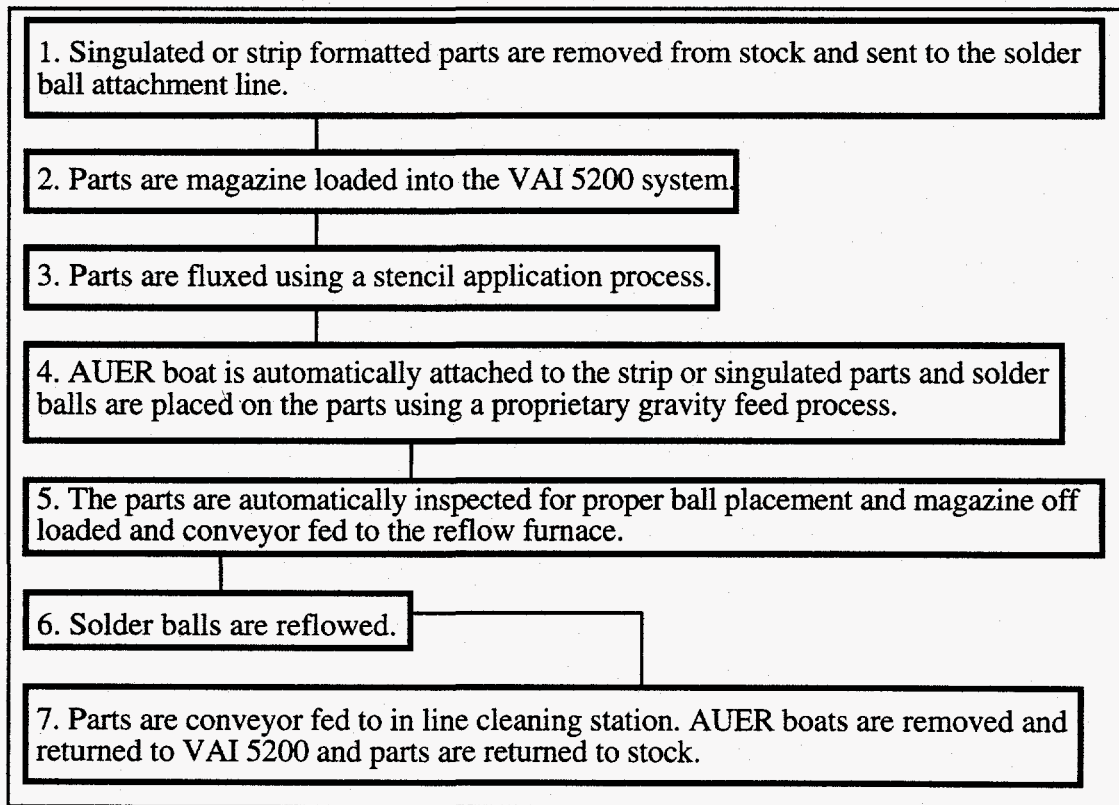 1. Singulated or strip formatted parts are removed from stock and sent to the solder
ball attachment line.
2. Parts are magazine loaded into the VAI 5200 system.
3. Parts are fluxed using a stencil application process.
4. AUER boat is automatically attached to the strip or singulated parts and solder
balls are placed on the parts using a proprietary gravity feed process.
5. The parts are automatically inspected for proper ball placement and magazine off
loaded and conveyor fed to the reflow furnace.
6. Solder balls are reflowed.
7. Parts are conveyor fed to in line cleaning station. AUER boats are removed and
returned to VAI 5200 and parts are returned to stock.